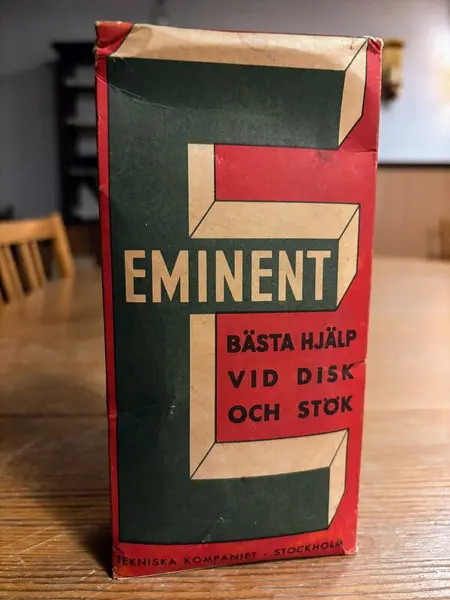 EMINENT
BÄSTA HJÄLP
VID DISK
OCH STÖK
TEKNISKA KOMPANIET - STOCKHOLM